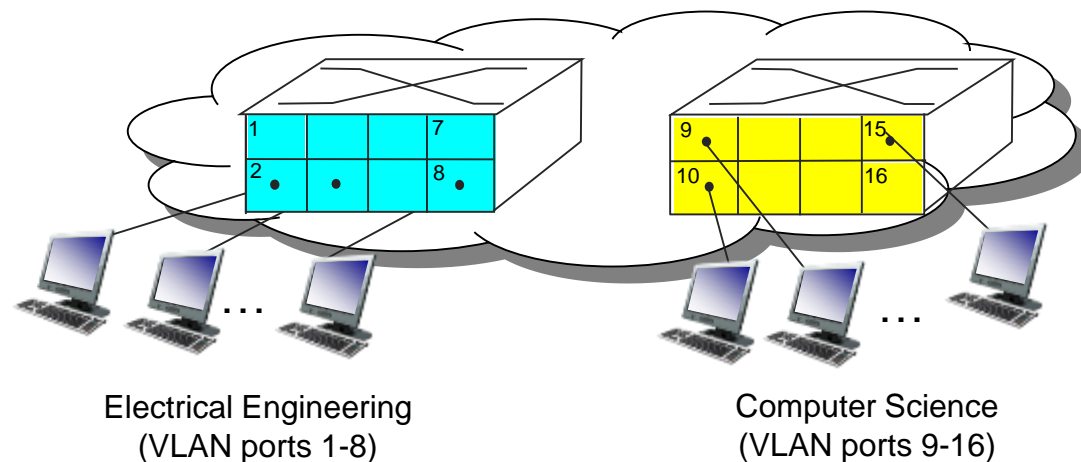 1 7
2 8
9 15
10 16
...
...
Electrical Engineering
(VLAN ports 1-8)
Computer Science
(VLAN ports 9-16)